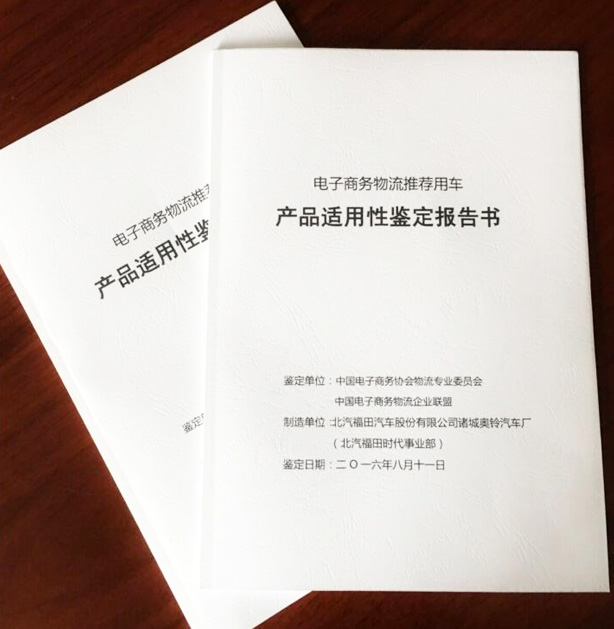 电子商务物流推荐用车
产品适用性鉴定报告书
鉴定单位：中国电子商务协会物流专业委员会
中国电子商务物流企业联盟
制造单位：北汽福田汽车股份有限公司诸城奥铃汽车厂
（北汽福田时代事业部）
鉴定日期：二〇一六年八月十一日
电子商务物流推
产品适用性
鉴定